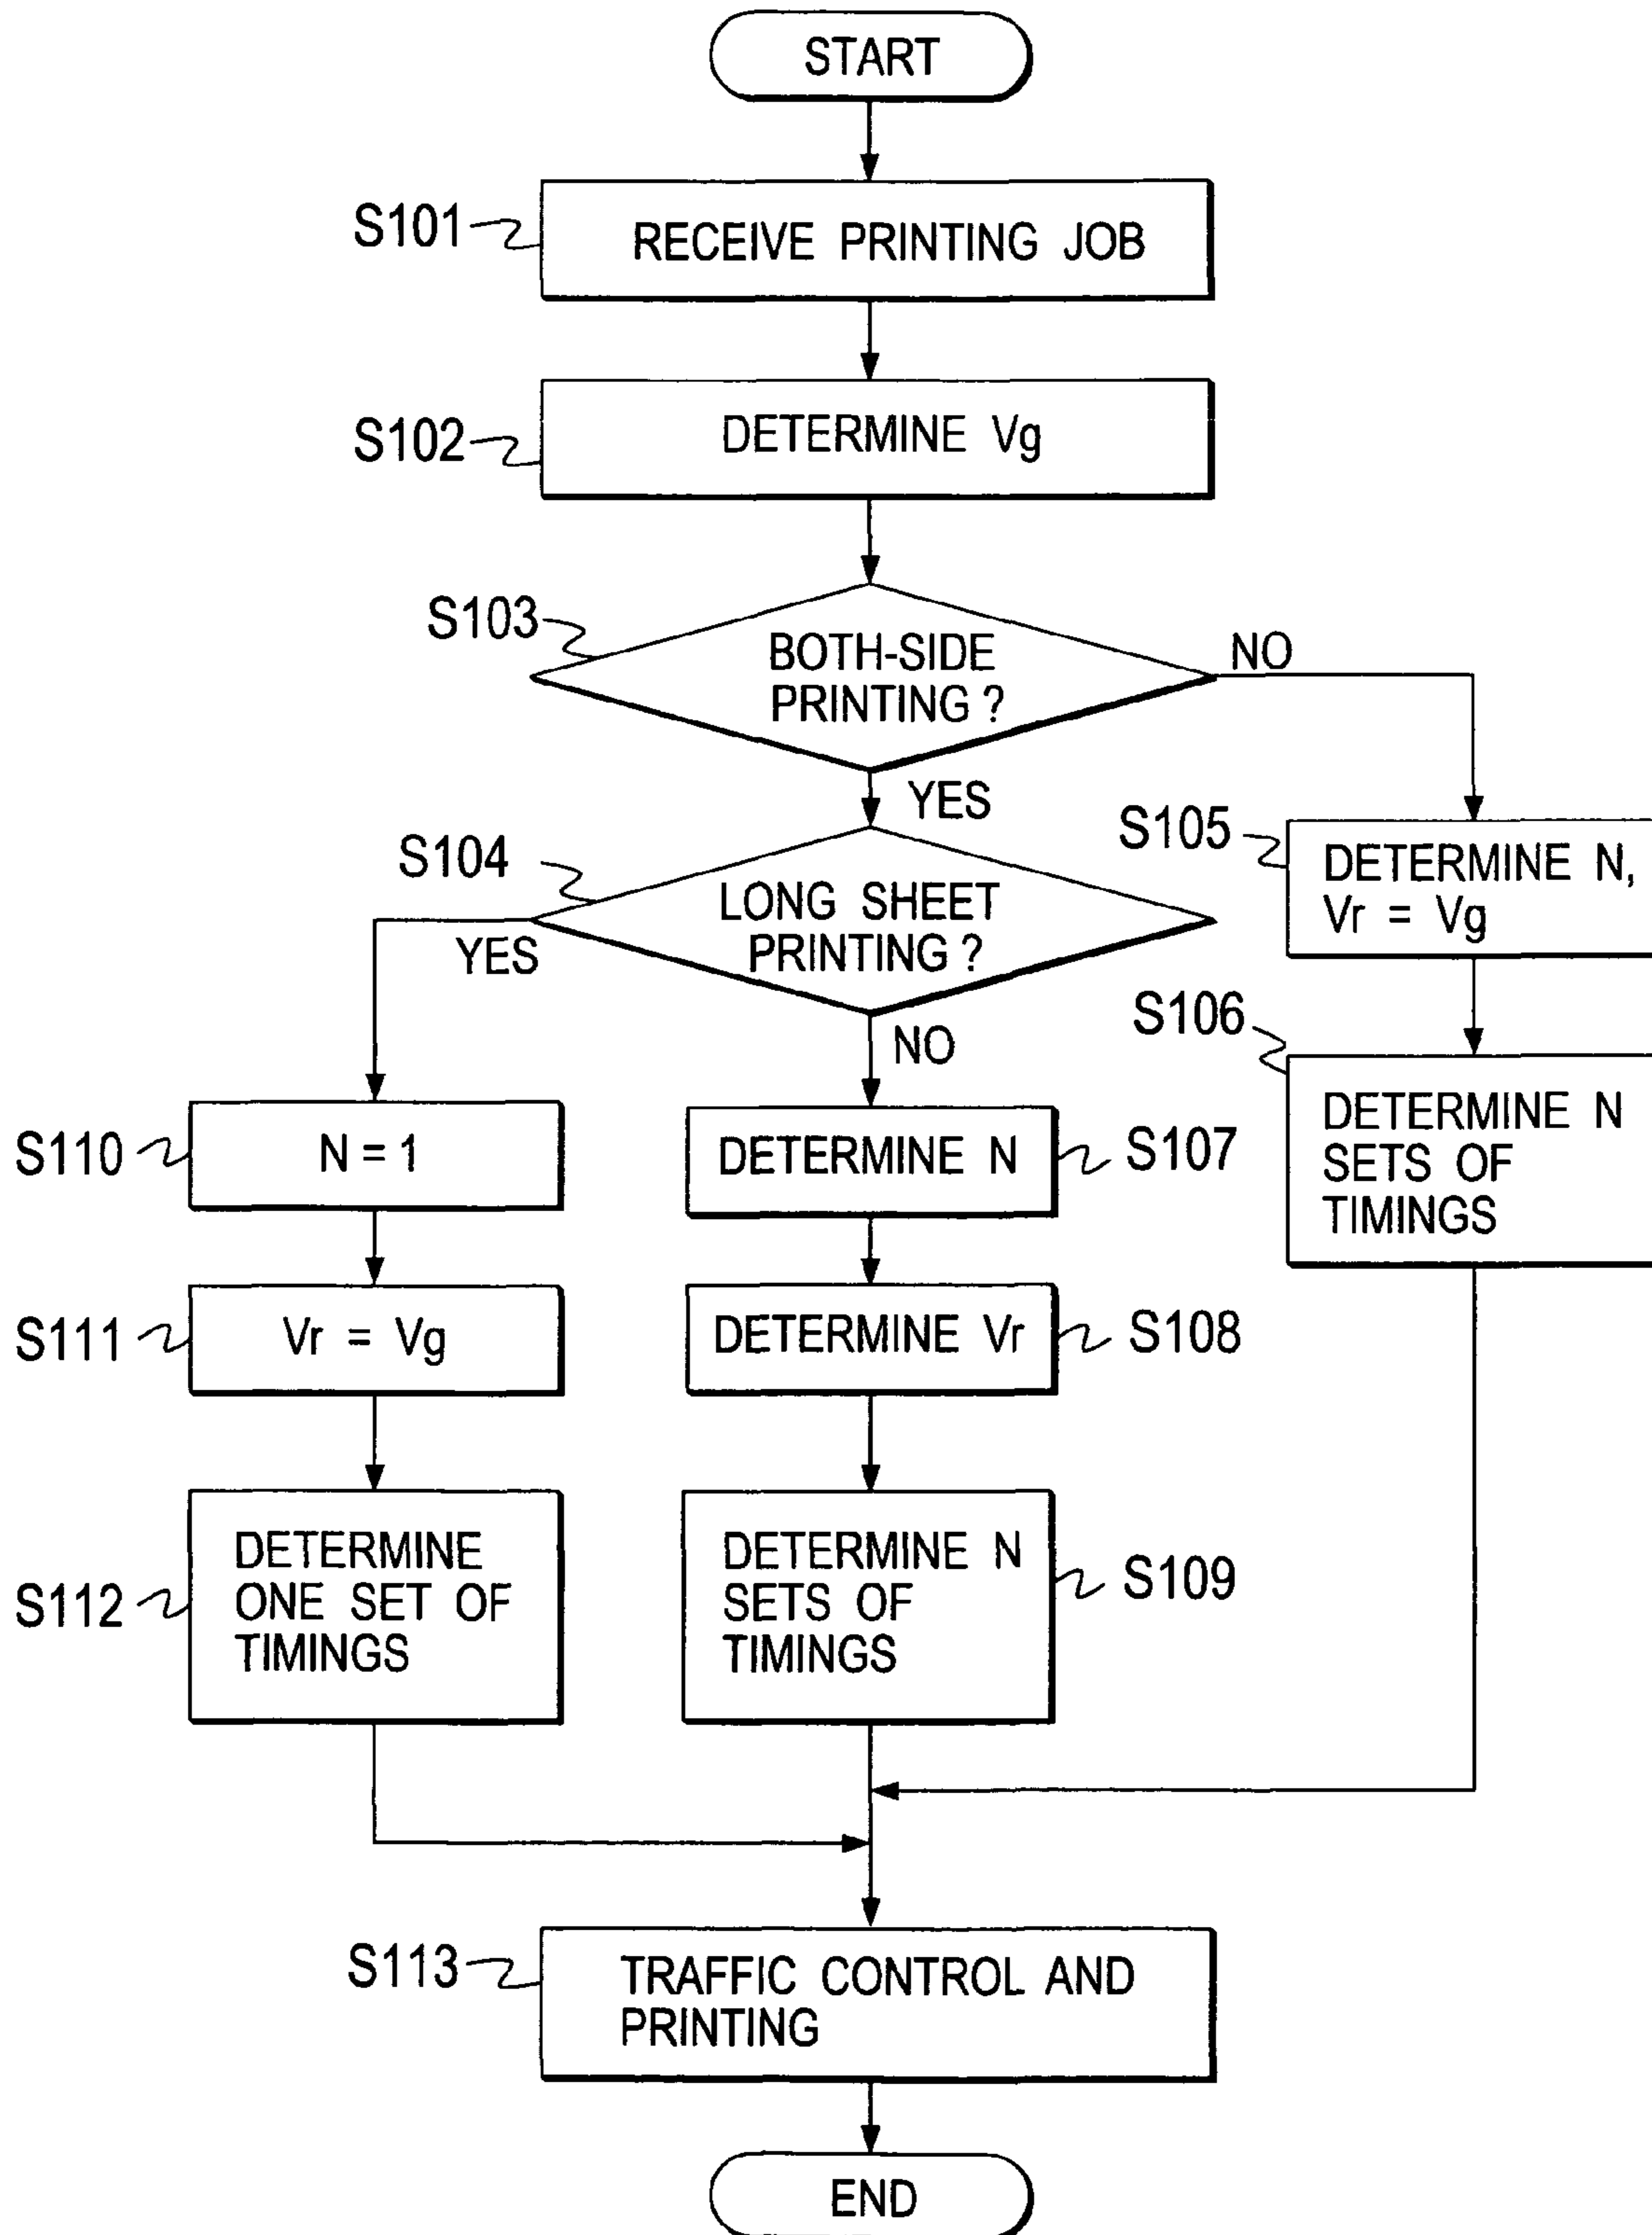 START
S101
RECEIVE PRINTING JOB
S102
DETERMINE Vg
S103
BOTH-SIDE
PRINTING ?
NO
YES
S104
LONG SHEET
PRINTING ?
YES
NO
S105
DETERMINE N,
Vr = Vg
S106
DETERMINE N
SETS OF
TIMINGS
S110
N = 1
DETERMINE N
S107
S111
Vr = Vg
DETERMINE Vr
S108
S112
DETERMINE
ONE SET OF
TIMINGS
DETERMINE N
SETS OF
TIMINGS
S109
S113
TRAFFIC CONTROL AND
PRINTING
END